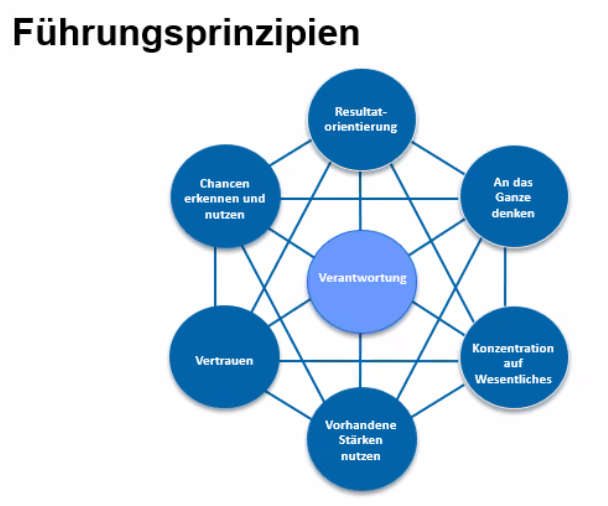 Führungsprinzipien
Resultat-
orientierung
Chancen
erkennen und
nutzen
An das
Ganze
denken
Verantwortung
Vertrauen
Konzentration
auf
Wesentliches
Vorhandene
Stärken
nutzen